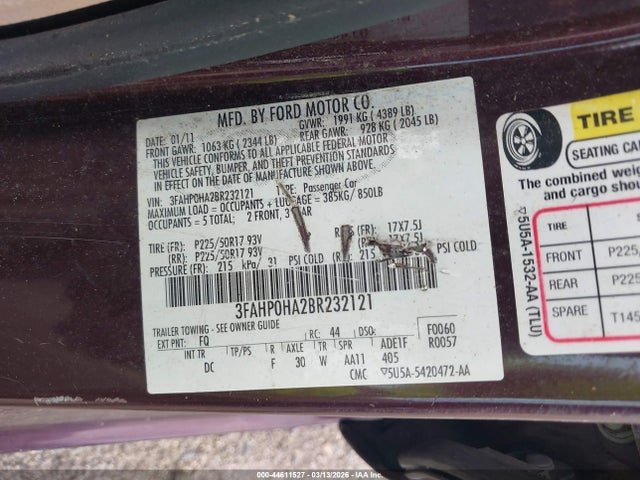 MFD. BY FORD MOTOR CO.
DATE: 01/11 GVWR: 1991 KG ( 4389 LB)
FRONT GAWR: 1063 KG ( 2344 LB) REAR GAWR: 928 KG ( 2045 LB)
THIS VEHICLE CONFORMS TO ALL APPLICABLE FEDERAL MOTOR
VEHICLE SAFETY, BUMPER, AND THEFT PREVENTION STANDARDS
IN EFFECT ON THE DATE OF MANUFACTURE SHOWN ABOVE.
VIN: 3FAHP0HA2BR232121 Passenger Car
MAXIMUM LOAD = OCCUPANTS + LUGGAGE = 385KG/ 850LB
OCCUPANTS = 5 TOTAL: 2 FRONT, 3 REAR
TIRE (FR): P225/50R17 93V (FR): 17X7.5J
(RR): P225/50R17 93V
PRESSURE (FR): 215 kPa/ 31 PSI COLD (RR): 215 PSI COLD
3FAHP0HA2BR232121
TRAILER TOWING - SEE OWNER GUIDE
EXT PNT: FQ RC: 44 DSO: F0060
R0057
INT TR TP/PS R AXLE TR SPR ADE1F
DC F 30 W AA11 405
CMC ▽5U5A-5420472-AA
▽5U5A-1532-AA (TLU)
TIRE
SEATING
The combined
and cargo
FRONT P225/
REAR P225
SPARE T145
000-44611527 - 03/13/2026 - IAA Inc (IAA)